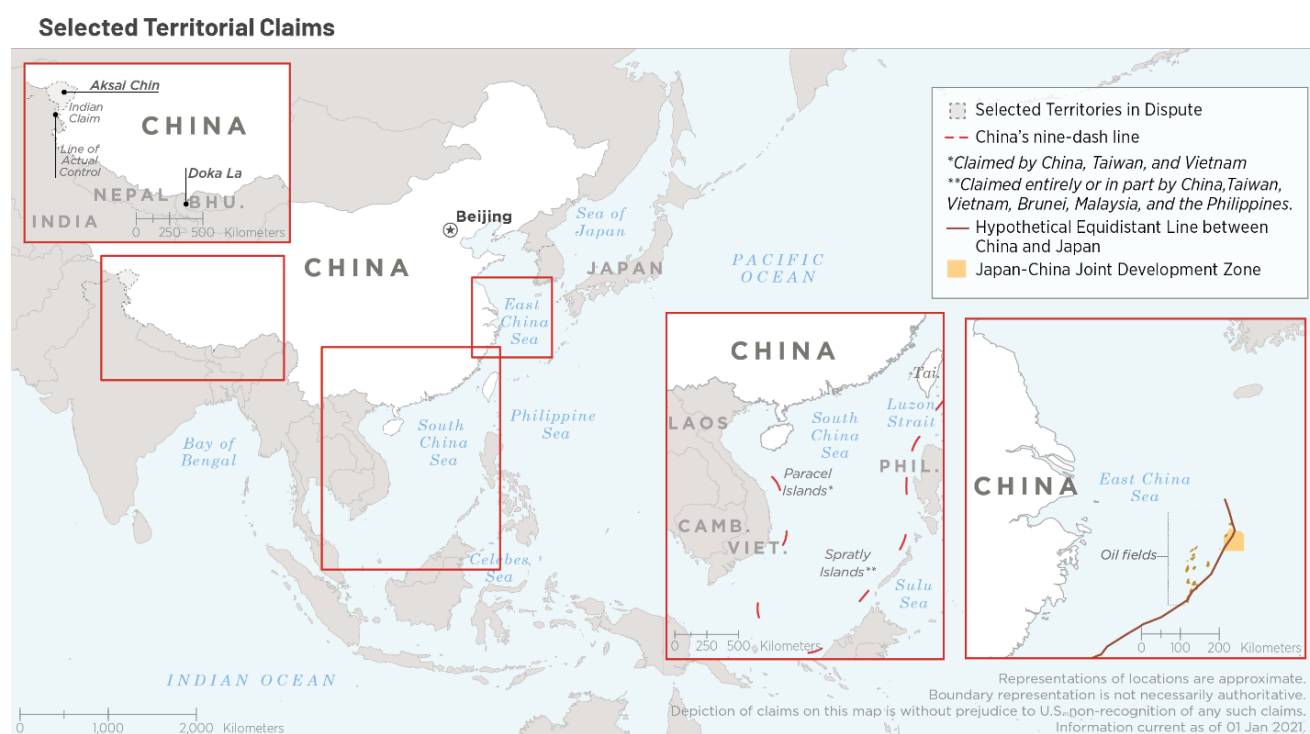 Selected Territorial Claims
Aksai Chin
Indian
Claim
CHINA
Line of
Actual
Control
Doka La
NEPAL
BHU.
INDIA
0 250 500 Kilometers
Beijing
CHINA
Sea of
Japan
JAPAN
PACIFIC
OCEAN
East
China
Sea
South
China
Sea
Philippine
Sea
Bay of
Bengal
Celebes
Sea
INDIAN OCEAN
0 1,000 2,000 Kilometers
Selected Territories in Dispute
China's nine-dash line
*Claimed by China, Taiwan, and Vietnam
**Claimed entirely or in part by China,Taiwan,
Vietnam, Brunei, Malaysia, and the Philippines.
Hypothetical Equidistant Line between
China and Japan
Japan-China Joint Development Zone
CHINA
Tai.
LAOS
South
China
Sea
Luzon
Strait
PHIL.
Paracel
Islands*
CAMB.
VIET.
Spratly
Islands**
Sulu
Sea
0 250 500 Kilometers
CHINA
East China
Sea
Oil fields
0 100 200 Kilometers
Representations of locations are approximate.
Boundary representation is not necessarily authoritative.
Depiction of claims on this map is without prejudice to U.S. non-recognition of any such claims.
Information current as of 01 Jan 2021.